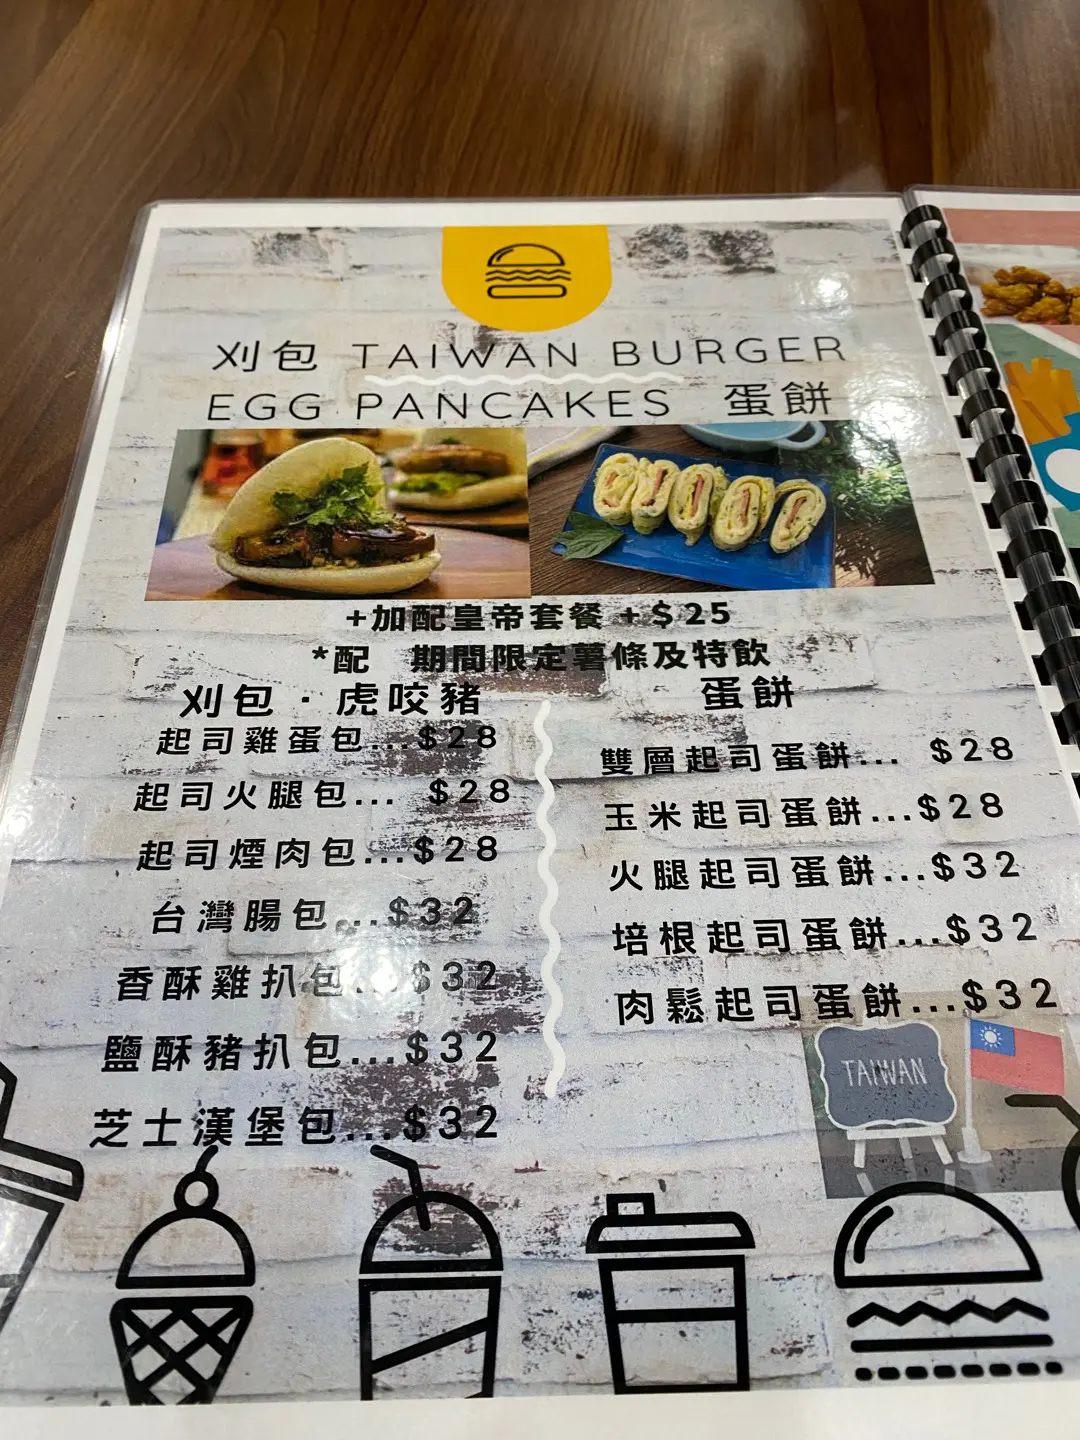 刈包 TAIWAN BURGER
EGG PANCAKES 蛋餅
+加配皇帝套餐 +$25
*配 期間限定薯條及特飲
刈包·虎咬豬
起司雞蛋包...$28
起司火腿包... $28
起司煙肉包...$28
台灣腸包...$32
香酥雞扒包...$32
鹽酥豬扒包...$32
芝士漢堡包...$32
蛋餅
雙層起司蛋餅... $28
玉米起司蛋餅...$28
火腿起司蛋餅...$32
培根起司蛋餅...$32
肉鬆起司蛋餅...$32
TAIWAN